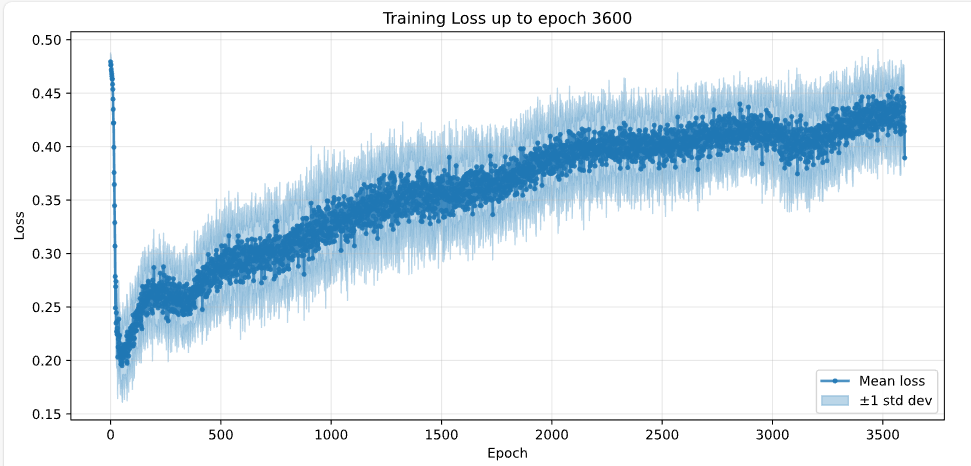 Training Loss up to epoch 3600
0.50
0.45
0.40
0.35
0.30
0.25
0.20
0.15
Loss
0 500 1000 1500 2000 2500 3000 3500
Epoch
Mean loss
±1 std dev